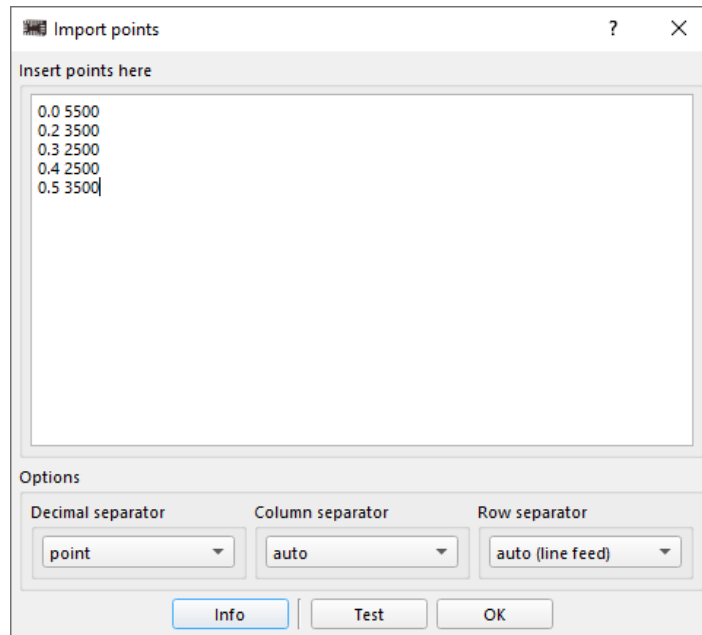 Import points
?
Insert points here
0.0 5500
0.2 3500
0.3 2500
0.4 2500
0.5 3500
Options
Decimal separator Column separator Row separator
point auto auto (line feed)
Info Test OK